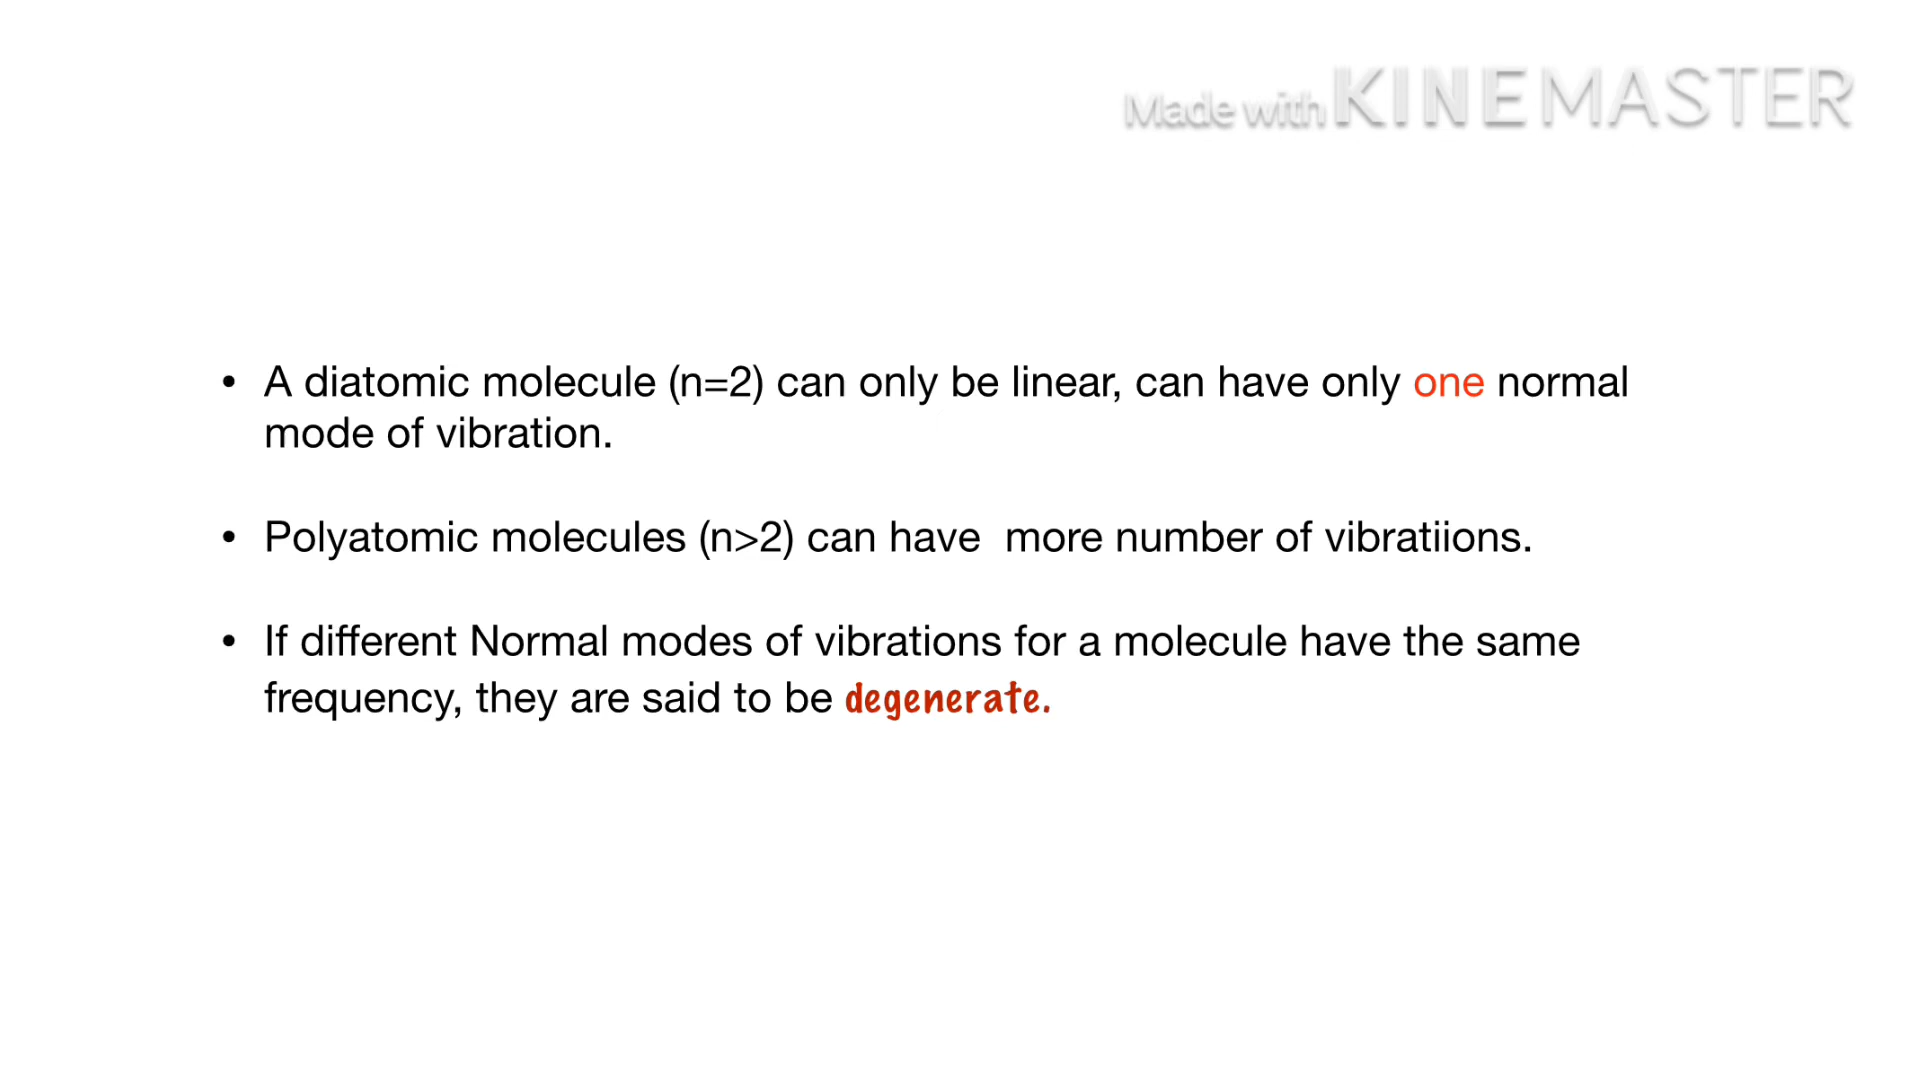 Made with KINEMASTER
• A diatomic molecule (n=2) can only be linear, can have only one normal
mode of vibration.
• Polyatomic molecules (n>2) can have  more number of vibratiions.
• If different Normal modes of vibrations for a molecule have the same
frequency, they are said to be degenerate.